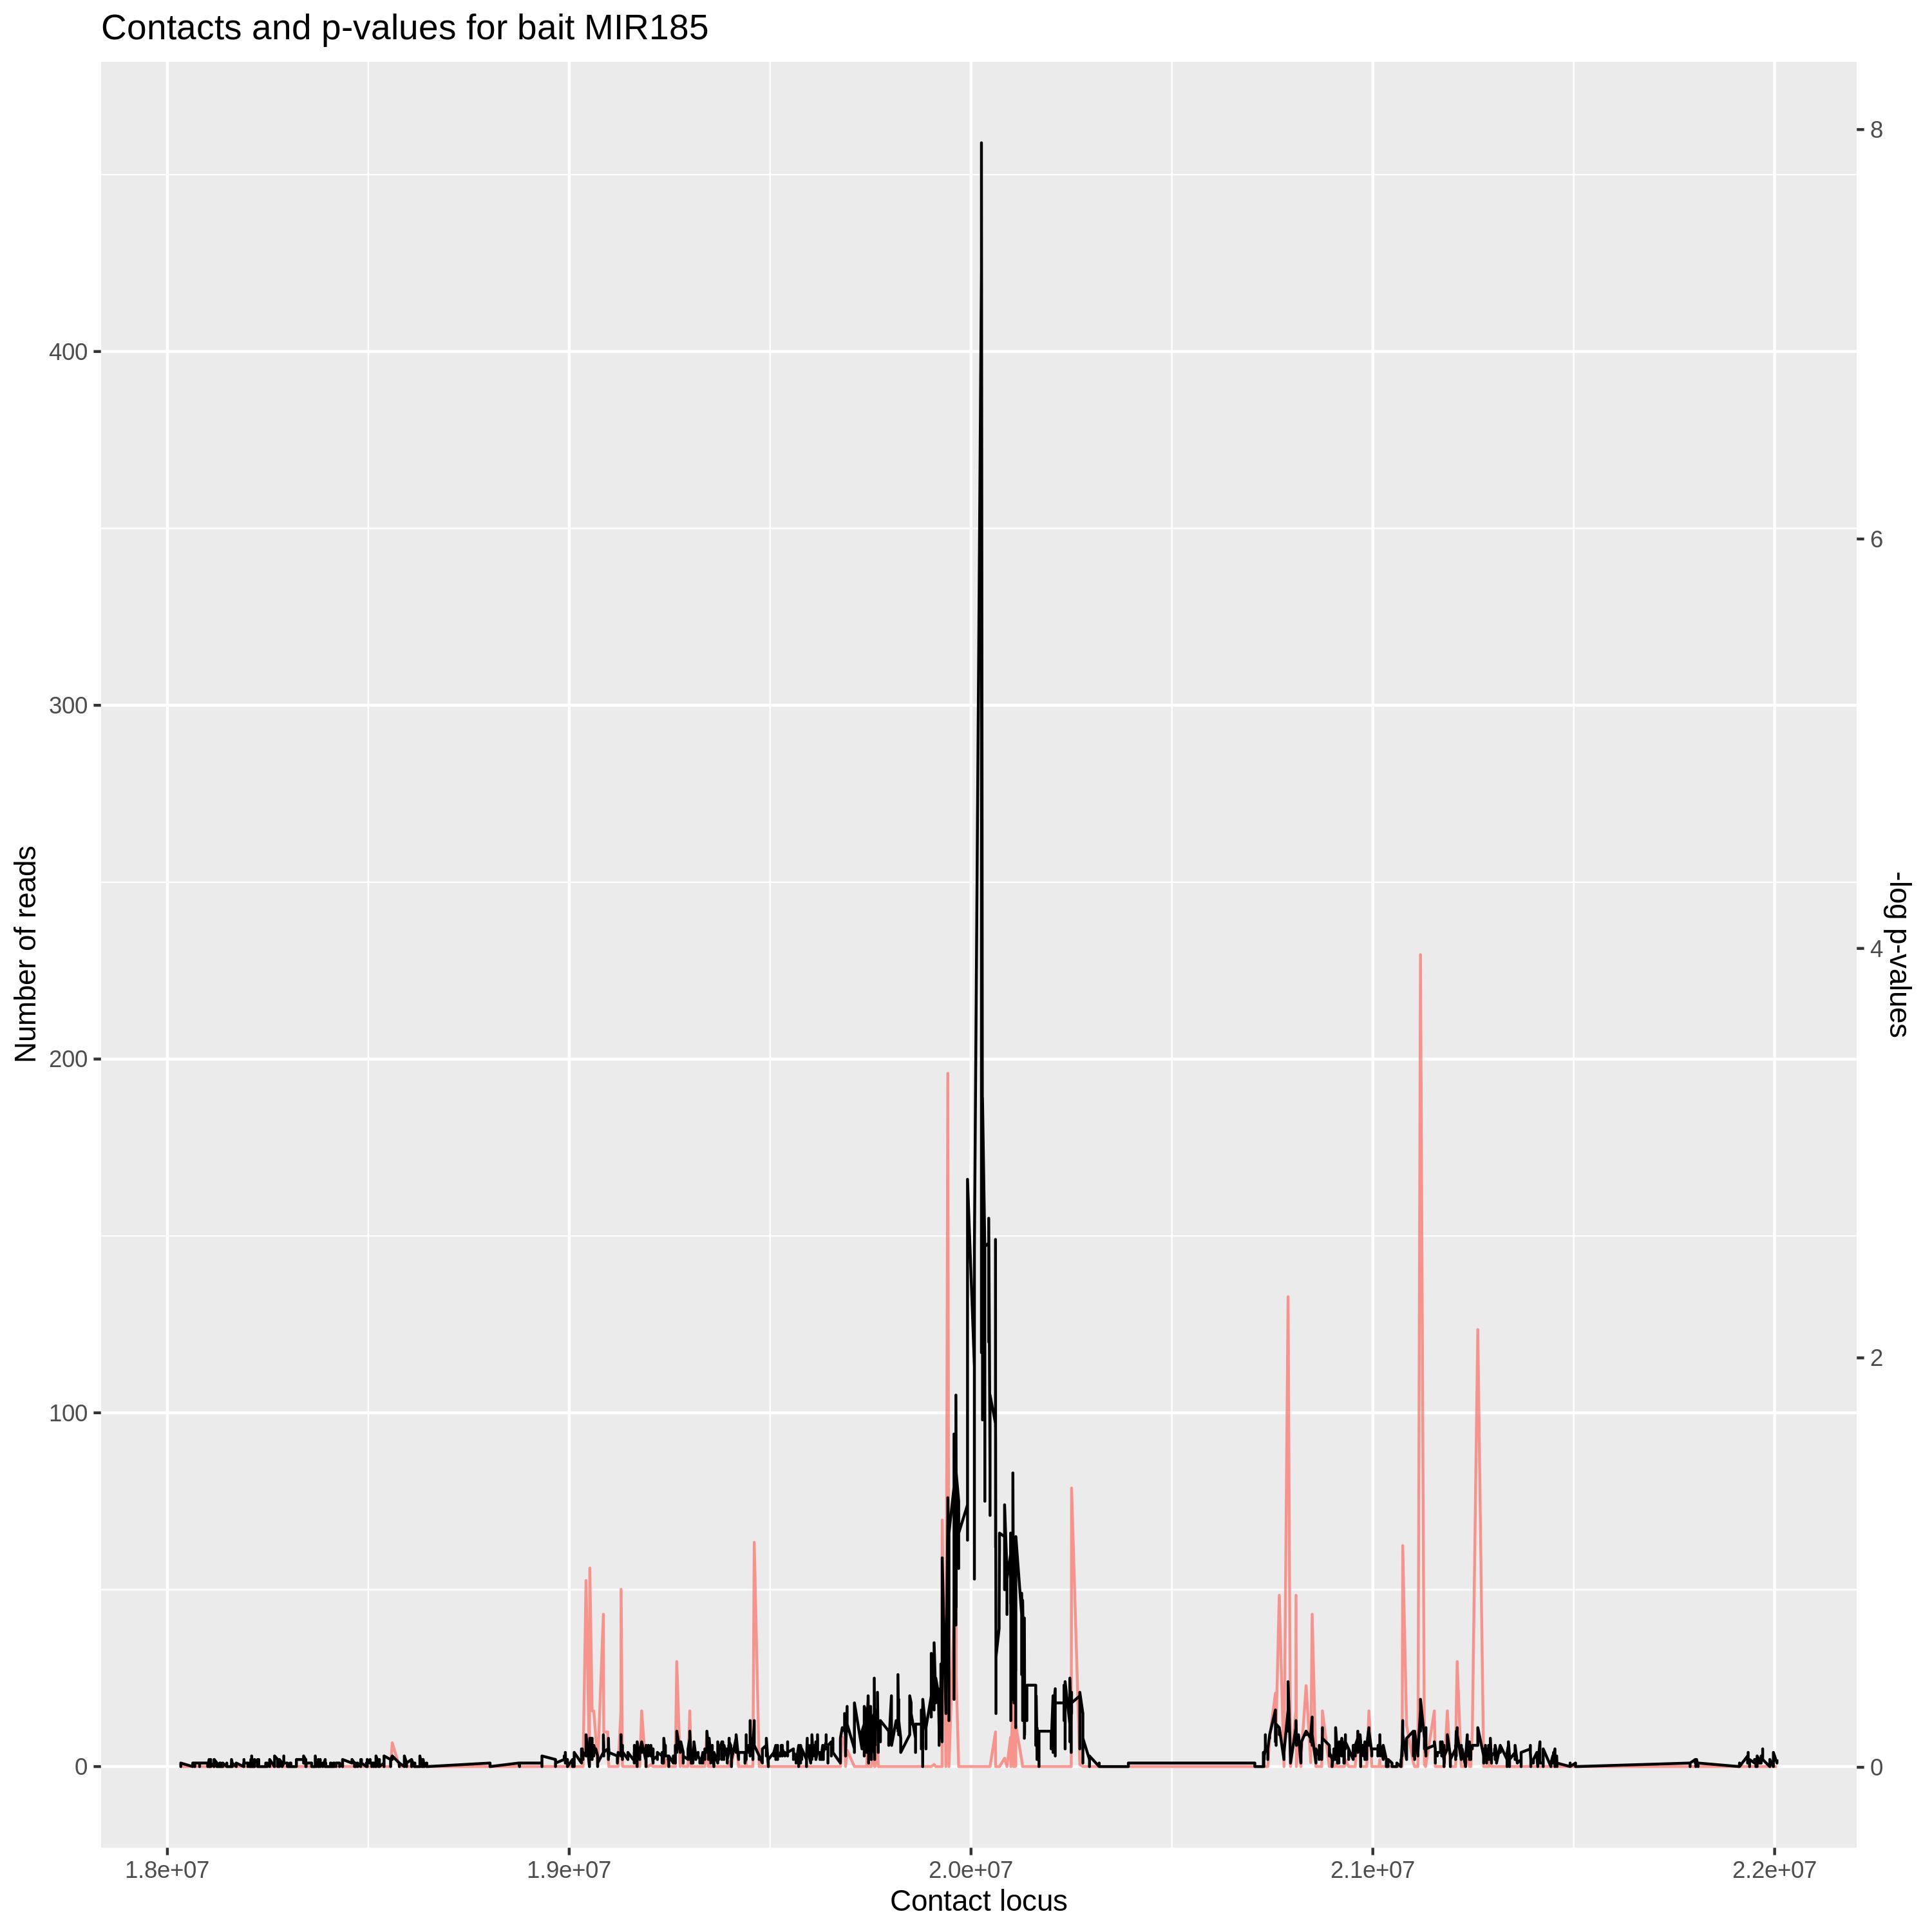 Contacts and p-values for bait MIR185
Number of reads
400
300
200
100
0
8
6
4
2
0
-log p-values
1.8e+07
1.9e+07
2.0e+07
2.1e+07
2.2e+07
Contact locus